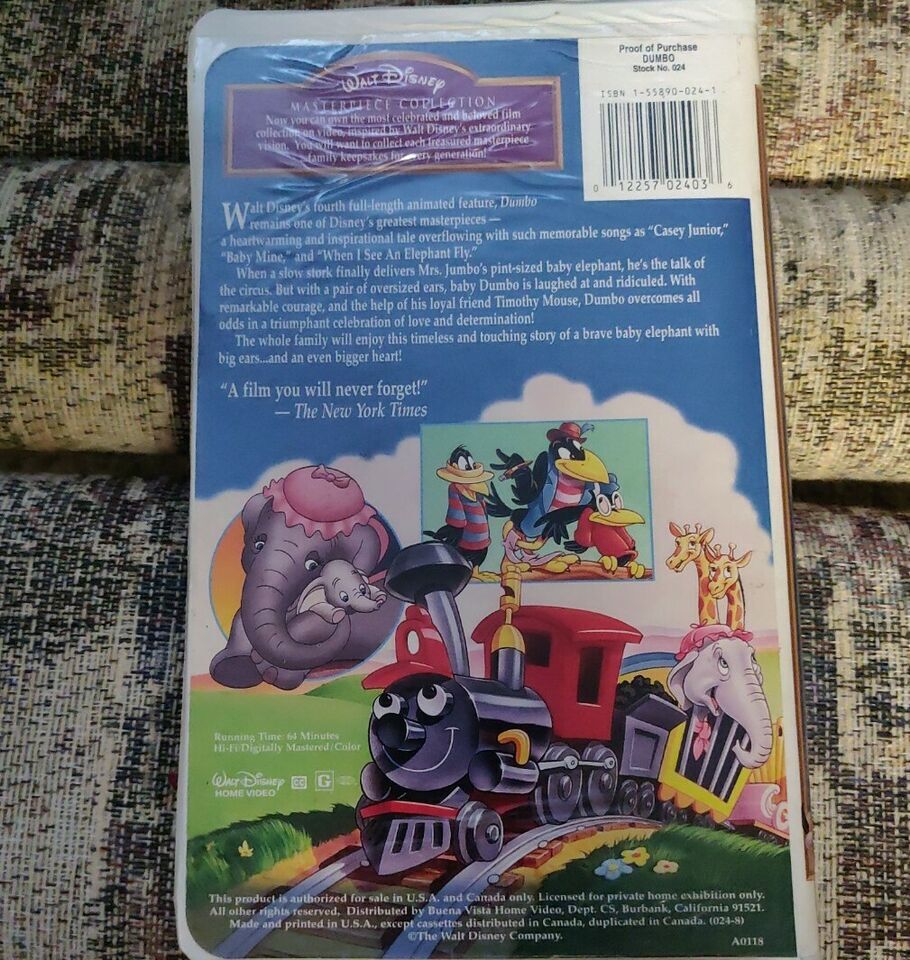 Walt Disney
MASTERPIECE COLLECTION
Now you can own the most celebrated and beloved film
collection on video, inspired by Walt Disney's extraordinary
vision. You will want to collect each treasured masterpiece
family keepsakes for every generation!
Proof of Purchase
DUMBO
Stock No. 024
ISBN 1-55890-024-1
0 12257 02403 6
Walt Disney's fourth full-length animated feature, Dumbo
remains one of Disney's greatest masterpieces —
a heartwarming and inspirational tale overflowing with such memorable songs as "Casey Junior,"
"Baby Mine," and "When I See An Elephant Fly."
When a slow stork finally delivers Mrs. Jumbo's pint-sized baby elephant, he's the talk of
the circus. But with a pair of oversized ears, baby Dumbo is laughed at and ridiculed. With
remarkable courage, and the help of his loyal friend Timothy Mouse, Dumbo overcomes all
odds in a triumphant celebration of love and determination!
The whole family will enjoy this timeless and touching story of a brave baby elephant with
big ears...and an even bigger heart!
"A film you will never forget!"
— The New York Times
Running Time: 64 Minutes
Hi-Fi/Digitally Mastered/Color
Walt Disney
HOME VIDEO
CC G
This product is authorized for sale in U.S.A. and Canada only. Licensed for private home exhibition only.
All other rights reserved. Distributed by Buena Vista Home Video, Dept. CS, Burbank, California 91521.
Made and printed in U.S.A., except cassettes distributed in Canada, duplicated in Canada. (024-8)
©The Walt Disney Company.
A0118